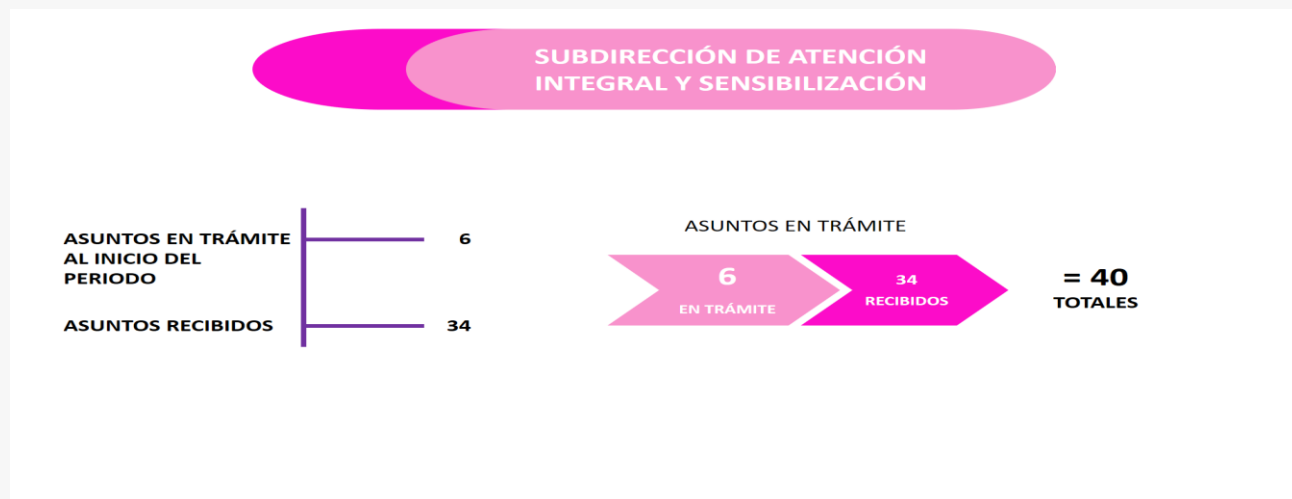 SUBDIRECCIÓN DE ATENCIÓN
INTEGRAL Y SENSIBILIZACIÓN
ASUNTOS EN TRÁMITE
AL INICIO DEL
PERIODO
6
ASUNTOS RECIBIDOS
34
ASUNTOS EN TRÁMITE
6
EN TRÁMITE
34
RECIBIDOS
= 40
TOTALES